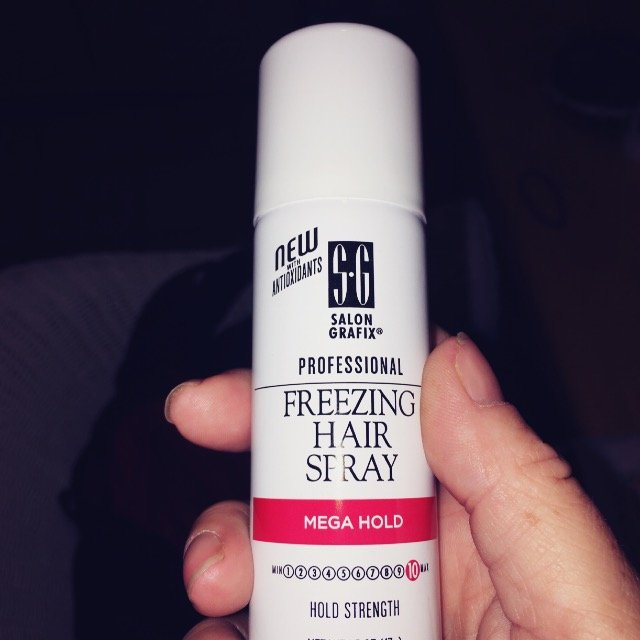 NEW
WITH
ANTIOXIDANTS
S·G
SALON
GRAFIX®
PROFESSIONAL
FREEZING
HAIR
SPRAY
MEGA HOLD
MIN 1 2 3 4 5 6 7 8 9 10 MAX
HOLD STRENGTH